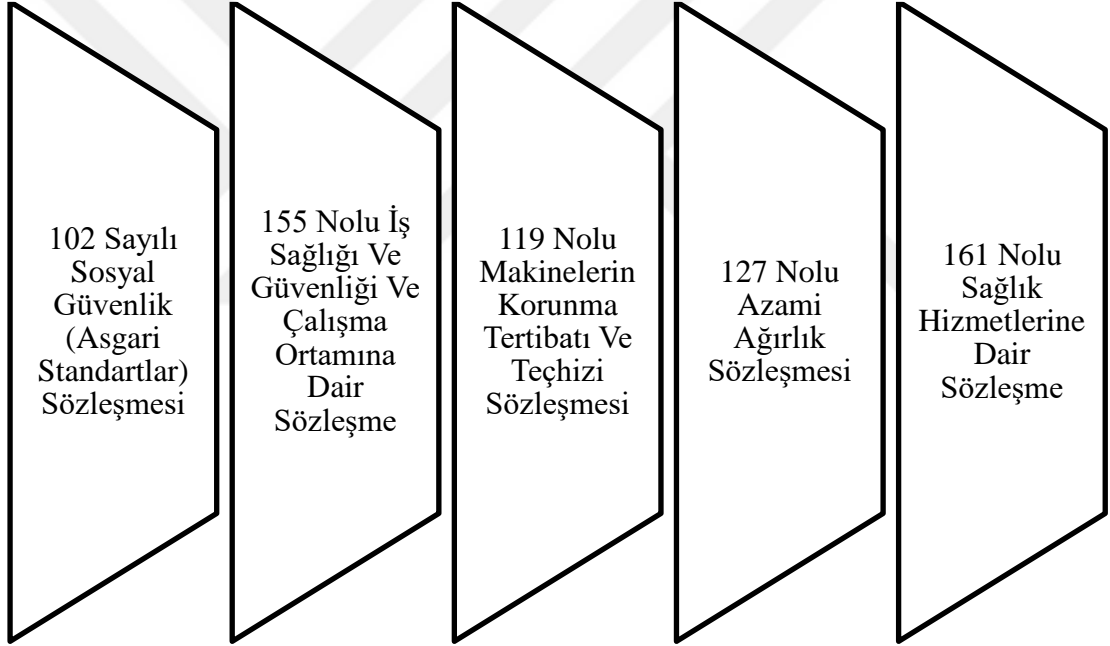 102 Sayılı
Sosyal
Güvenlik
(Asgari
Standartlar)
Sözleşmesi
155 Nolu İş
Sağlığı Ve
Güvenliği Ve
Çalışma
Ortamına
Dair
Sözleşme
119 Nolu
Makinelerin
Korunma
Tertibatı Ve
Teçhizi
Sözleşmesi
127 Nolu
Azami
Ağırlık
Sözleşmesi
161 Nolu
Sağlık
Hizmetlerine
Dair
Sözleşme